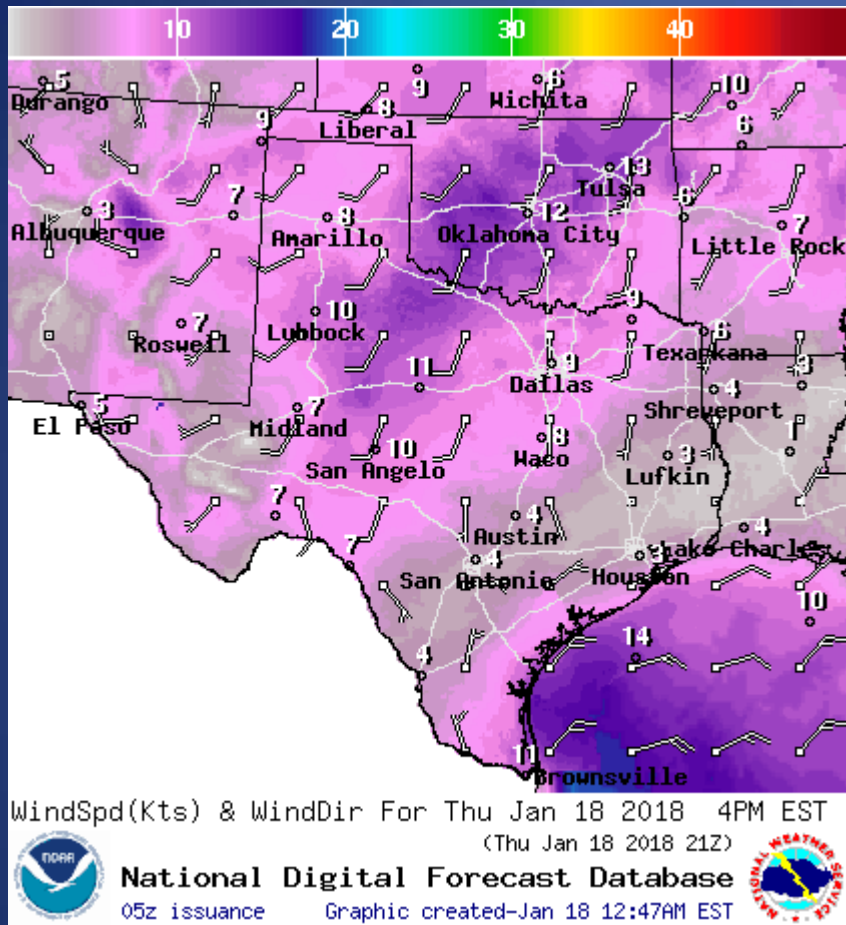 10 20 30 40
5 9 6 10
Durango Wichita
8
Liberal
9 6
13
Tulsa
3 7 8 12 6 7
Albuquerque Amarillo Oklahoma City Little Rock
7 10 9 6
Roswell Lubbock Texarkana
11 9 3
Dallas
5 7 4
El Paso Midland Shreveport
10 8 3 1
San Angelo Waco Lufkin
7 4 4
Austin
7 4 3 Lake Charles
San Antonio Houston
10
4 14
11
Brownsville
WindSpd(Kts) & WindDir For Thu Jan 18 2018 4PM EST
(Thu Jan 18 2018 21Z)
NOAA
National Digital Forecast Database
05z issuance Graphic created-Jan 18 12:47AM EST
NATIONAL WEATHER SERVICE